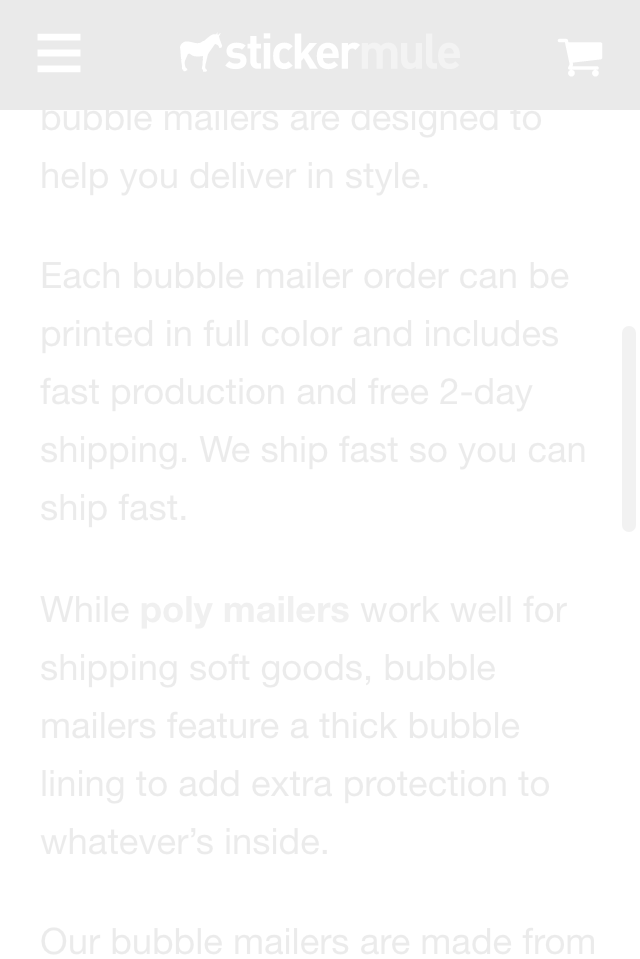 stickermule
bubble mailers are designed to
help you deliver in style.
Each bubble mailer order can be
printed in full color and includes
fast production and free 2-day
shipping. We ship fast so you can
ship fast.
While poly mailers work well for
shipping soft goods, bubble
mailers feature a thick bubble
lining to add extra protection to
whatever’s inside.
Our bubble mailers are made from